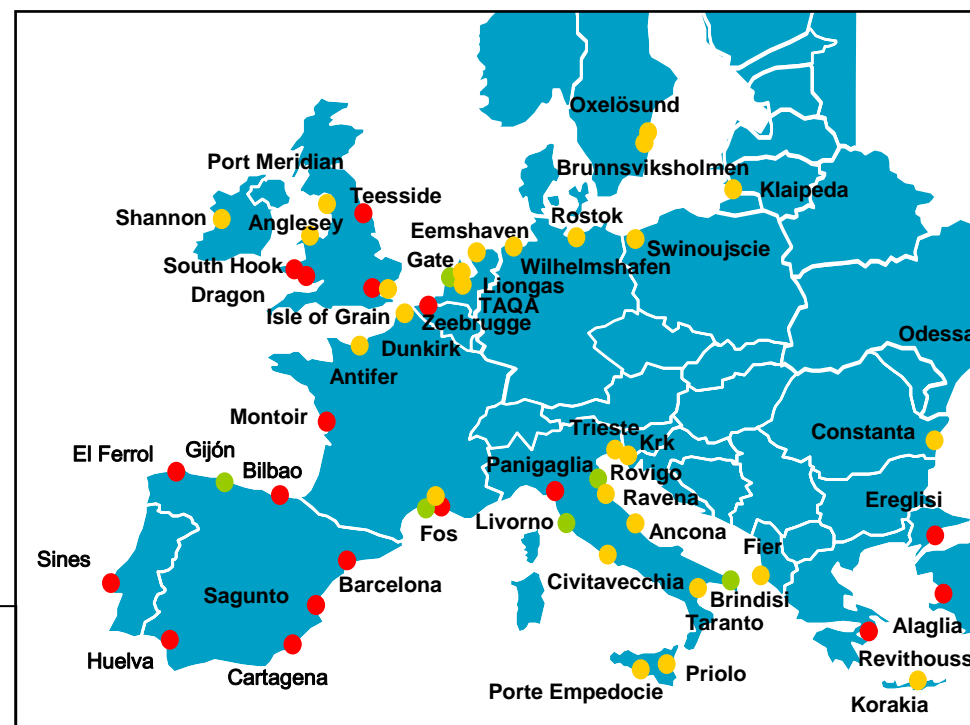 Oxelösund
Brunnsviksholmen
Port Meridian
Teesside
Klaipeda
Shannon
Anglesey
Eemshaven
Rostok
Swinoujscie
Gate
Wilhelmshafen
South Hook
Liongas
Dragon
TAQA
Isle of Grain
Zeebrugge
Odessa
Dunkirk
Antifer
Montoir
Trieste
Krk
Constanta
El Ferrol
Gijón
Bilbao
Panigaglia
Rovigo
Ravena
Ereglisi
Livorno
Fos
Ancona
Fier
Sines
Barcelona
Civitavecchia
Brindisi
Sagunto
Taranto
Alaglia
Huelva
Cartagena
Priolo
Revithouss
Porte Empedocie
Korakia